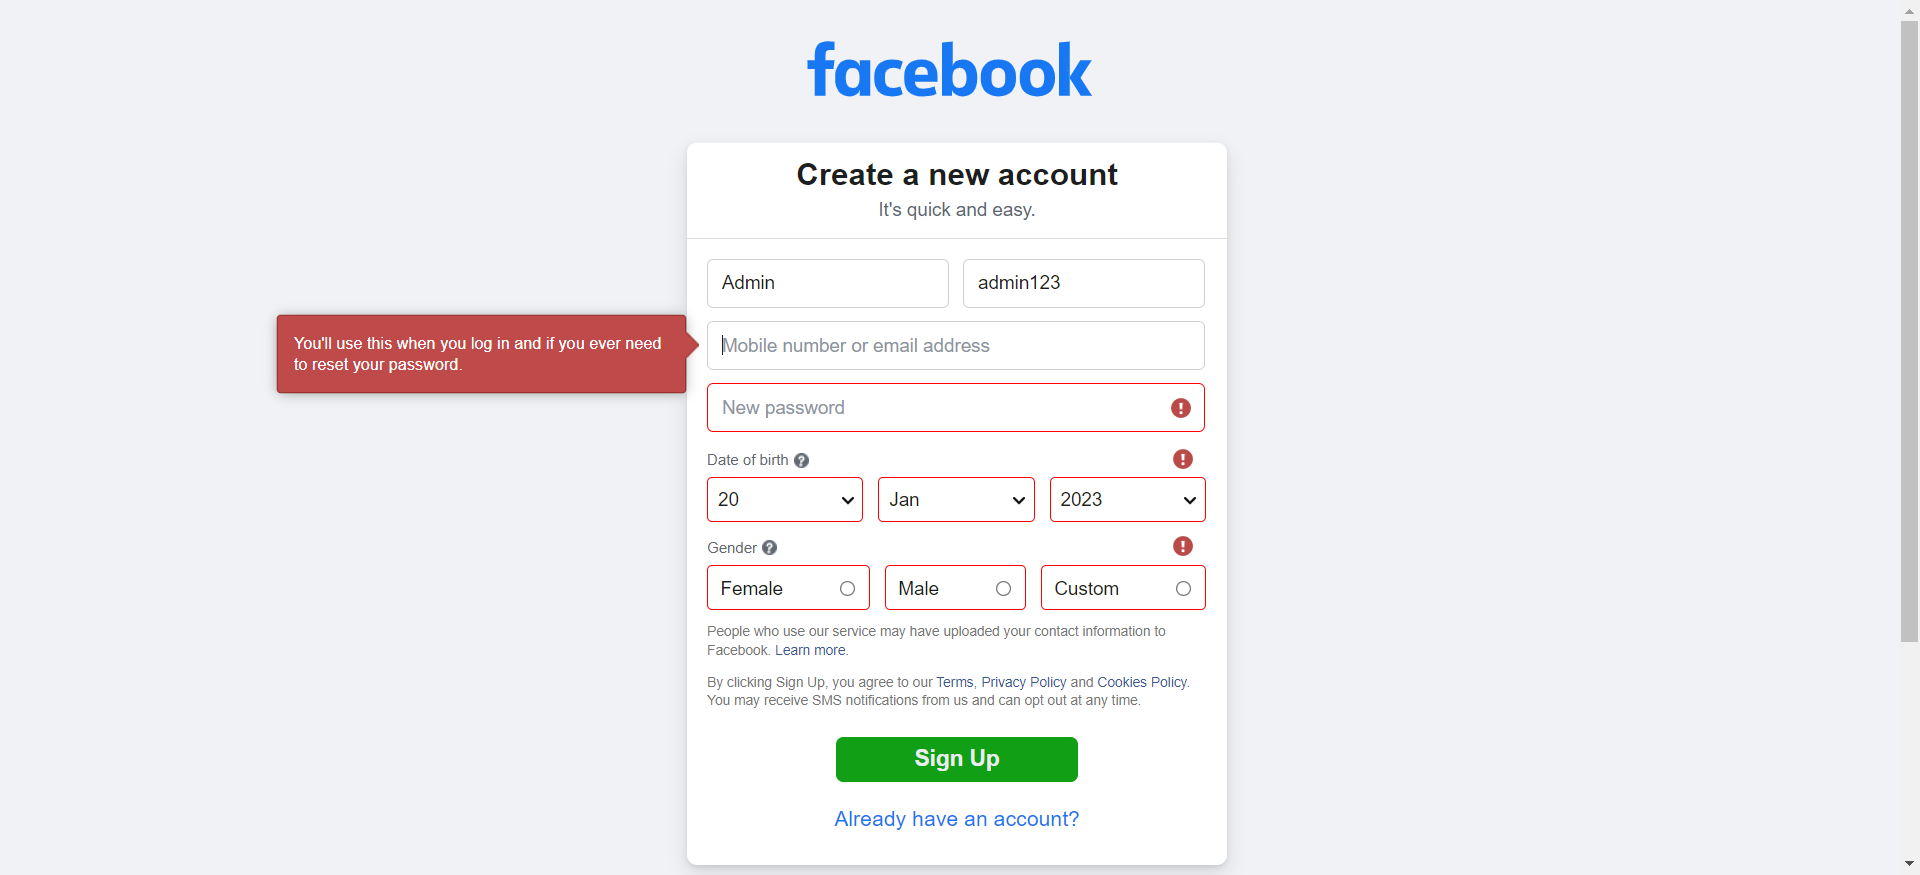 facebook
Create a new account
It's quick and easy.
Admin
admin123
You'll use this when you log in and if you ever need
to reset your password.
Mobile number or email address
New password
Date of birth
20
Jan
2023
Gender
Female
Male
Custom
People who use our service may have uploaded your contact information to
Facebook. Learn more.
By clicking Sign Up, you agree to our Terms, Privacy Policy and Cookies Policy.
You may receive SMS notifications from us and can opt out at any time.
Sign Up
Already have an account?